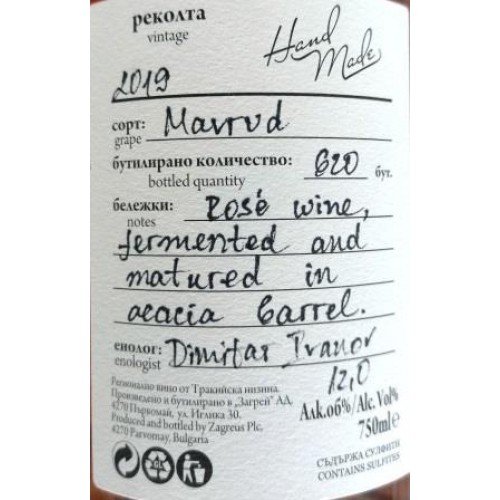 реколта
vintage
Hand
Made
2019
сорт: Mavrud
grape
бутилирано количество: 620 бут.
bottled quantity
бележки: Rosé wine,
notes
fermented and
matured in
acacia barrel.
енолог: Dimitar Ivanov
enologist
12,0
Регионално вино от Тракийска низина.
Произведено и бутилирано в „Загрей“ АД,
4270 Първомай, ул. Иглика 30.
Produced and bottled by Zagreus Plc,
4270 Parvomay, Bulgaria
Алк.об%/Alc.Vol%
750ml e
СЪДЪРЖА СУЛФИТИ
CONTAINS SULFITES